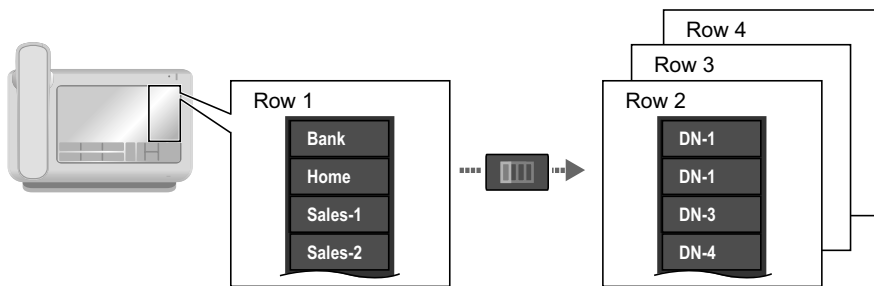 Row 1
Bank
Home
Sales-1
Sales-2
Row 4
Row 3
Row 2
DN-1
DN-1
DN-3
DN-4